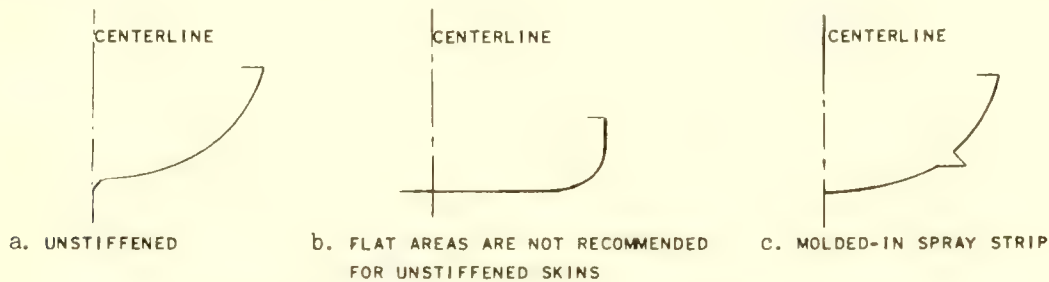 CENTERLINE
CENTERLINE
CENTERLINE
a. UNSTIFFENED
b. FLAT AREAS ARE NOT RECOMMENDED
FOR UNSTIFFENED SKINS
c. MOLDED-IN SPRAY STRIP